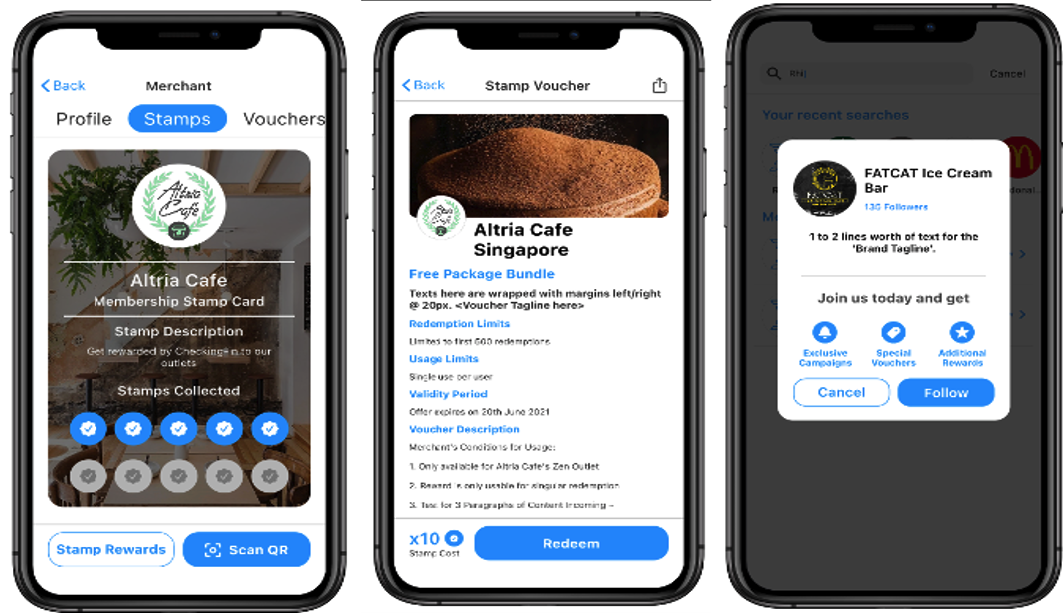 Back
Merchant
Profile
Stamps
Vouchers
Altria
Café
Altria Cafe
Membership Stamp Card
Stamp Description
Get rewarded by Checking-in to our
outlets
Stamps Collected
Stamp Rewards
Scan QR
Back
Stamp Voucher
Altria Cafe
Singapore
Free Package Bundle
Texts here are wrapped with margins left/right
@ 20px. <Voucher Tagline here>
Redemption Limits
Limited to first 500 redemptions
Usage Limits
Single use per user
Validity Period
Offer expires on 20th June 2021
Voucher Description
Merchant's Conditions for Usage:
1. Only available for Altria Cafe's Zen Outlet
2. Reward is only usable for singular redemption
3. Text for 3 Paragraphs of Content Incoming ~
x10
Stamp Cost
Redeem
Cancel
Your recent searches
FATCAT
FATCAT Ice Cream
Bar
135 Followers
1 to 2 lines worth of text for the
'Brand Tagline'.
Join us today and get
Exclusive
Campaigns
Special
Vouchers
Additional
Rewards
Cancel
Follow